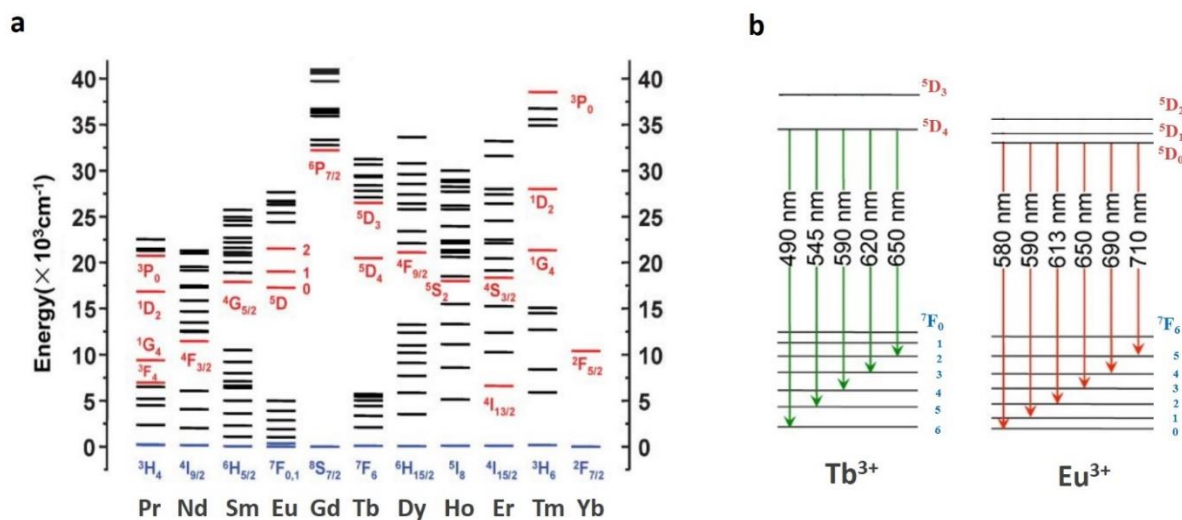 a
Energy(× 10³cm⁻¹)
40
35
30
25
20
15
10
5
0
³P₀
¹D₂
¹G₄
³F₄
⁴F₃/₂
⁴G₅/₂
2
1
0
⁵D
⁶P₇/₂
⁵D₃
⁵D₄
⁴F₉/₂
⁵S₂
⁴S₃/₂
⁴I₁₃/₂
³P₀
¹D₂
¹G₄
²F₅/₂
40
35
30
25
20
15
10
5
0
³H₄ ⁴I₉/₂ ⁶H₅/₂ ⁷F₀,₁ ⁸S₇/₂ ⁷F₆ ⁶H₁₅/₂ ⁵I₈ ⁴I₁₅/₂ ³H₆ ²F₇/₂
Pr Nd Sm Eu Gd Tb Dy Ho Er Tm Yb
b
⁵D₃
⁵D₄
490 nm
545 nm
590 nm
620 nm
650 nm
⁷F₀
1
2
3
4
5
6
Tb³⁺
⁵D₂
⁵D₁
⁵D₀
580 nm
590 nm
613 nm
650 nm
690 nm
710 nm
⁷F₆
5
4
3
2
1
0
Eu³⁺